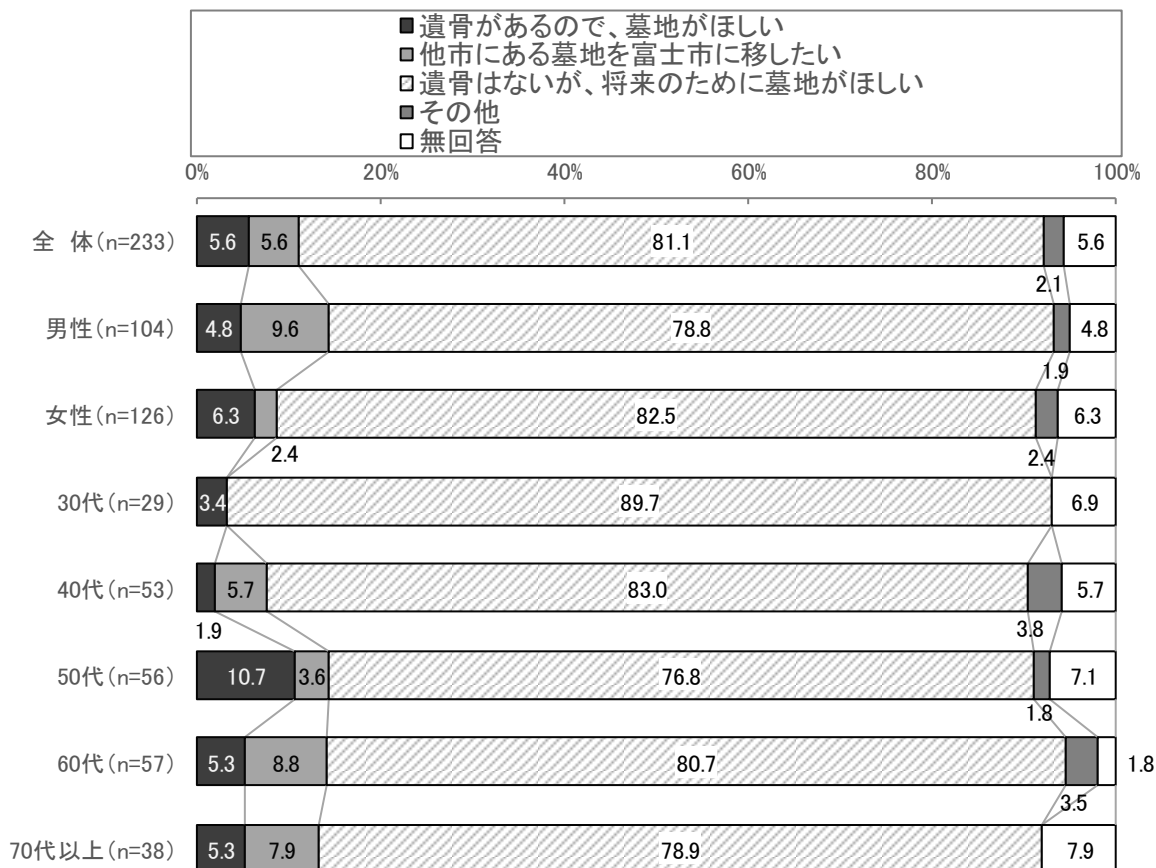 ■遺骨があるので、墓地がほしい
■他市にある墓地を富士市に移したい
□遺骨はないが、将来のために墓地がほしい
■その他
□無回答
0% 20% 40% 60% 80% 100%
全 体(n=233) 5.6 5.6 81.1 5.6
2.1
男性(n=104) 4.8 9.6 78.8 4.8
1.9
女性(n=126) 6.3 82.5 6.3
2.4 2.4
30代(n=29) 3.4 89.7 6.9
40代(n=53) 5.7 83.0 5.7
1.9 3.8
50代(n=56) 10.7 3.6 76.8 7.1
1.8
60代(n=57) 5.3 8.8 80.7 1.8
3.5
70代以上(n=38) 5.3 7.9 78.9 7.9